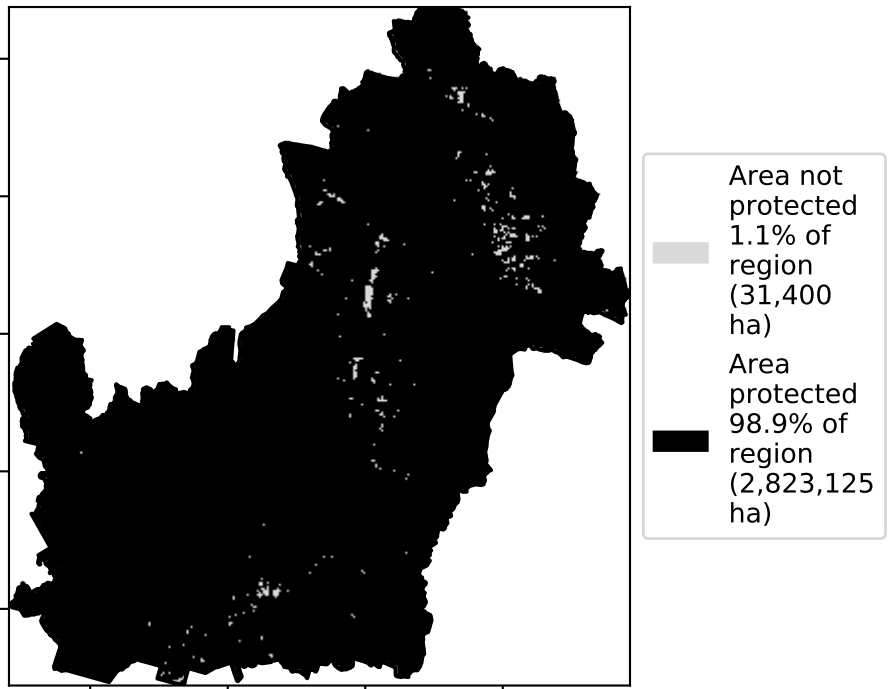 Area not
protected
1.1% of
region
(31,400
ha)
Area
protected
98.9% of
region
(2,823,125
ha)